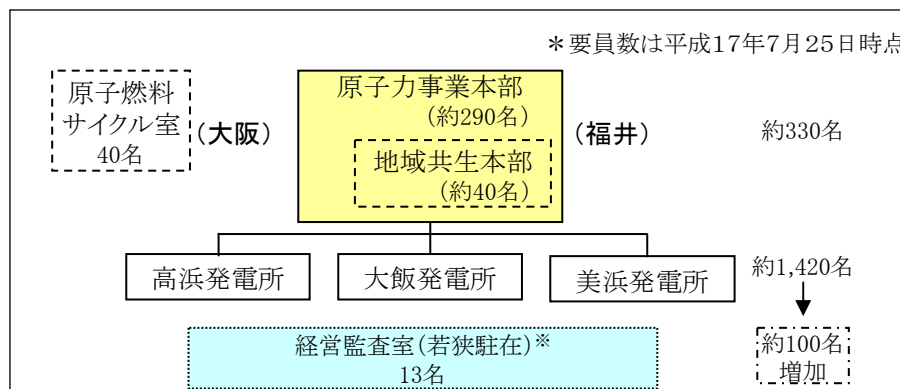 ＊要員数は平成17年7月25日時点
原子燃料
サイクル室
40名
(大阪)
原子力事業本部
(約290名)
地域共生本部
(約40名)
(福井)
約330名
高浜発電所
大飯発電所
美浜発電所
約1,420名
経営監査室(若狭駐在)※
13名
約100名
増加